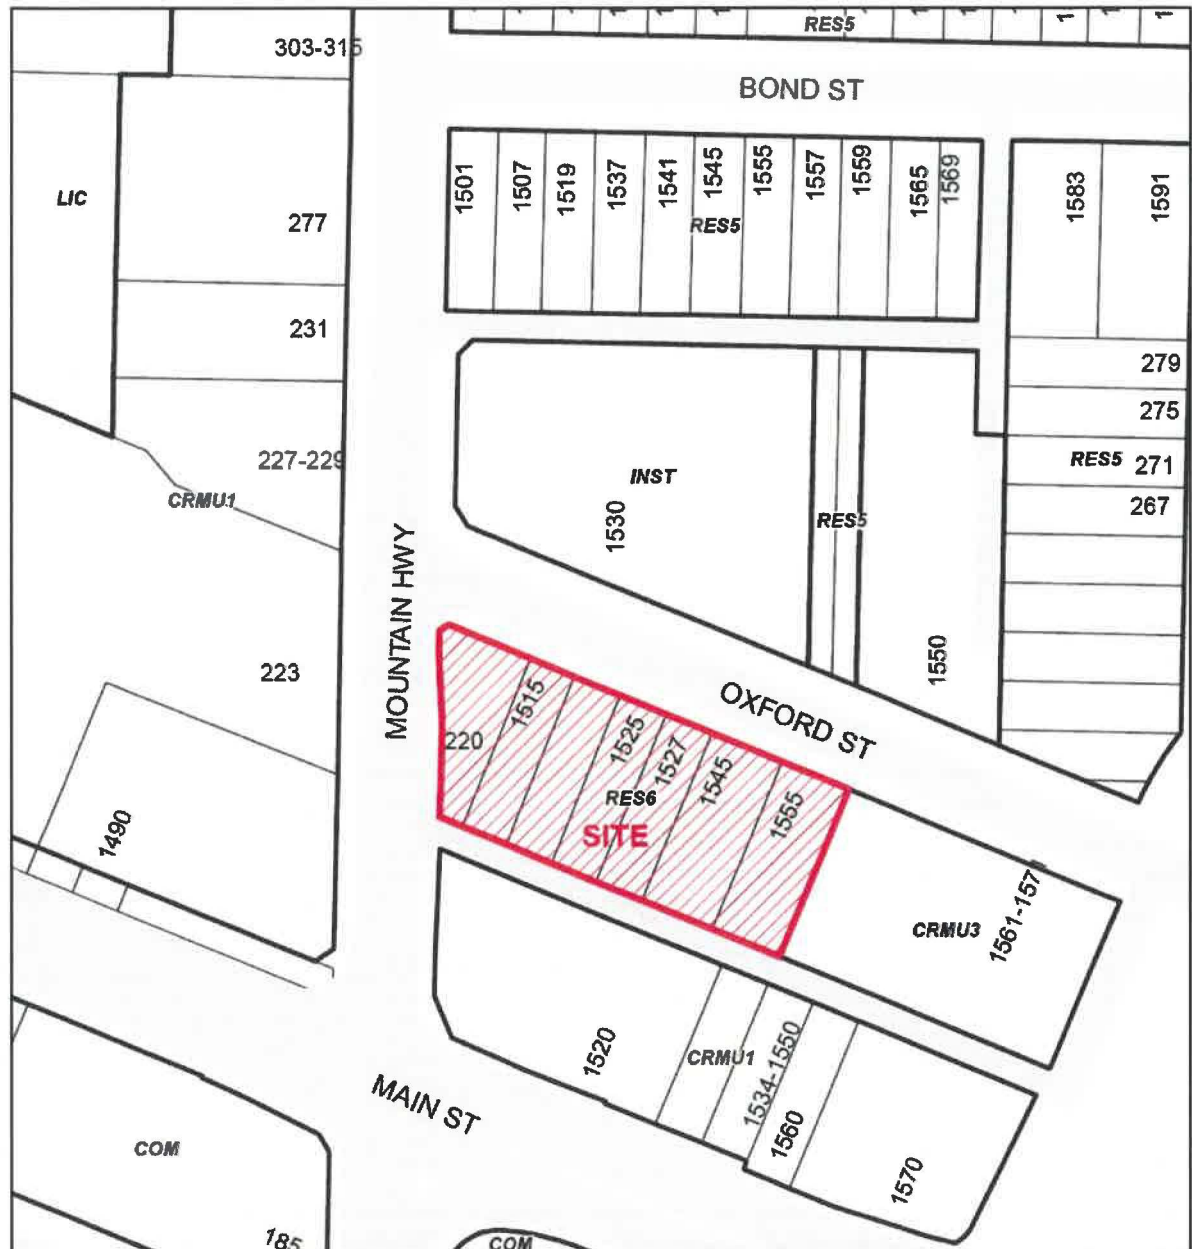 303-315
RES5
BOND ST
LIC
277
231
227-229
CRMU1
223
1490
1501
1507
1519
1537
1541
1545
1555
1557
1559
1565
1569
RES5
1583
1591
279
275
RES5
271
267
INST
1530
RES5
1550
MOUNTAIN HWY
OXFORD ST
220
1515
1525
1527
1545
1555
RES6
SITE
CRMU3
1520
CRMU1
1534-1550
1560
1570
MAIN ST
COM
185
COM